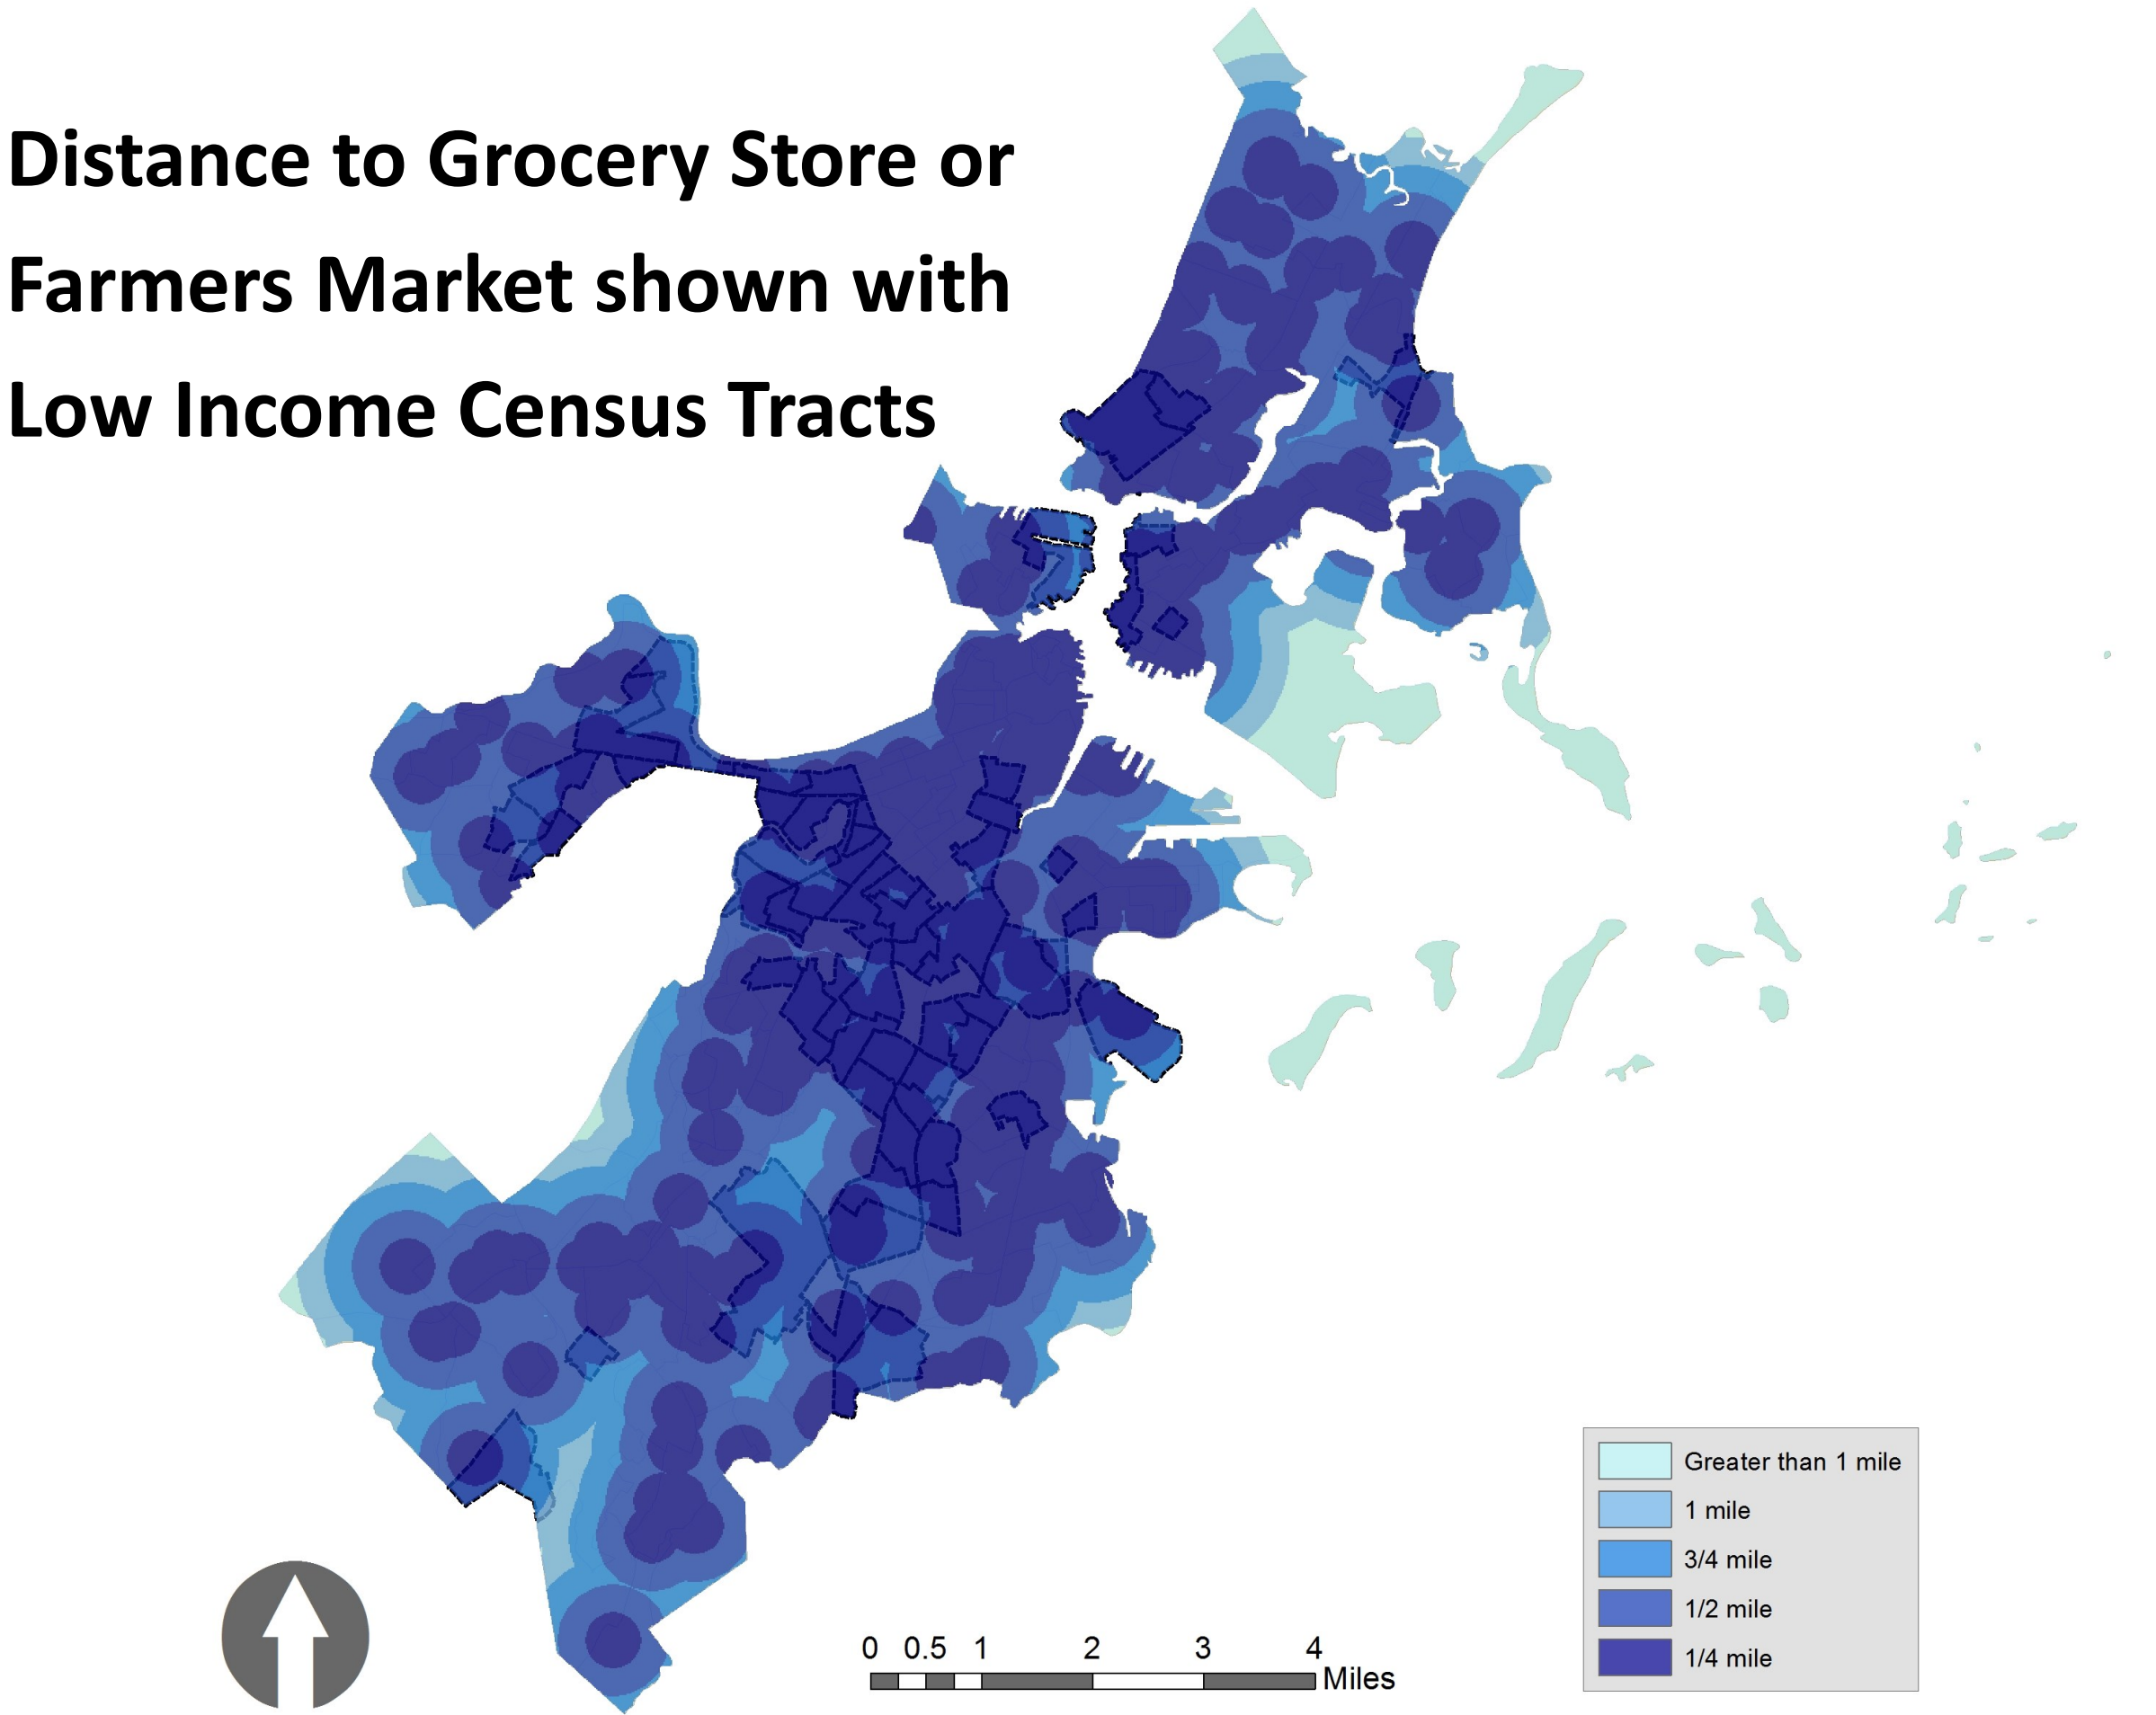 Distance to Grocery Store or
Farmers Market shown with
Low Income Census Tracts
Greater than 1 mile
1 mile
3/4 mile
1/2 mile
1/4 mile
0 0.5 1 2 3 4
Miles